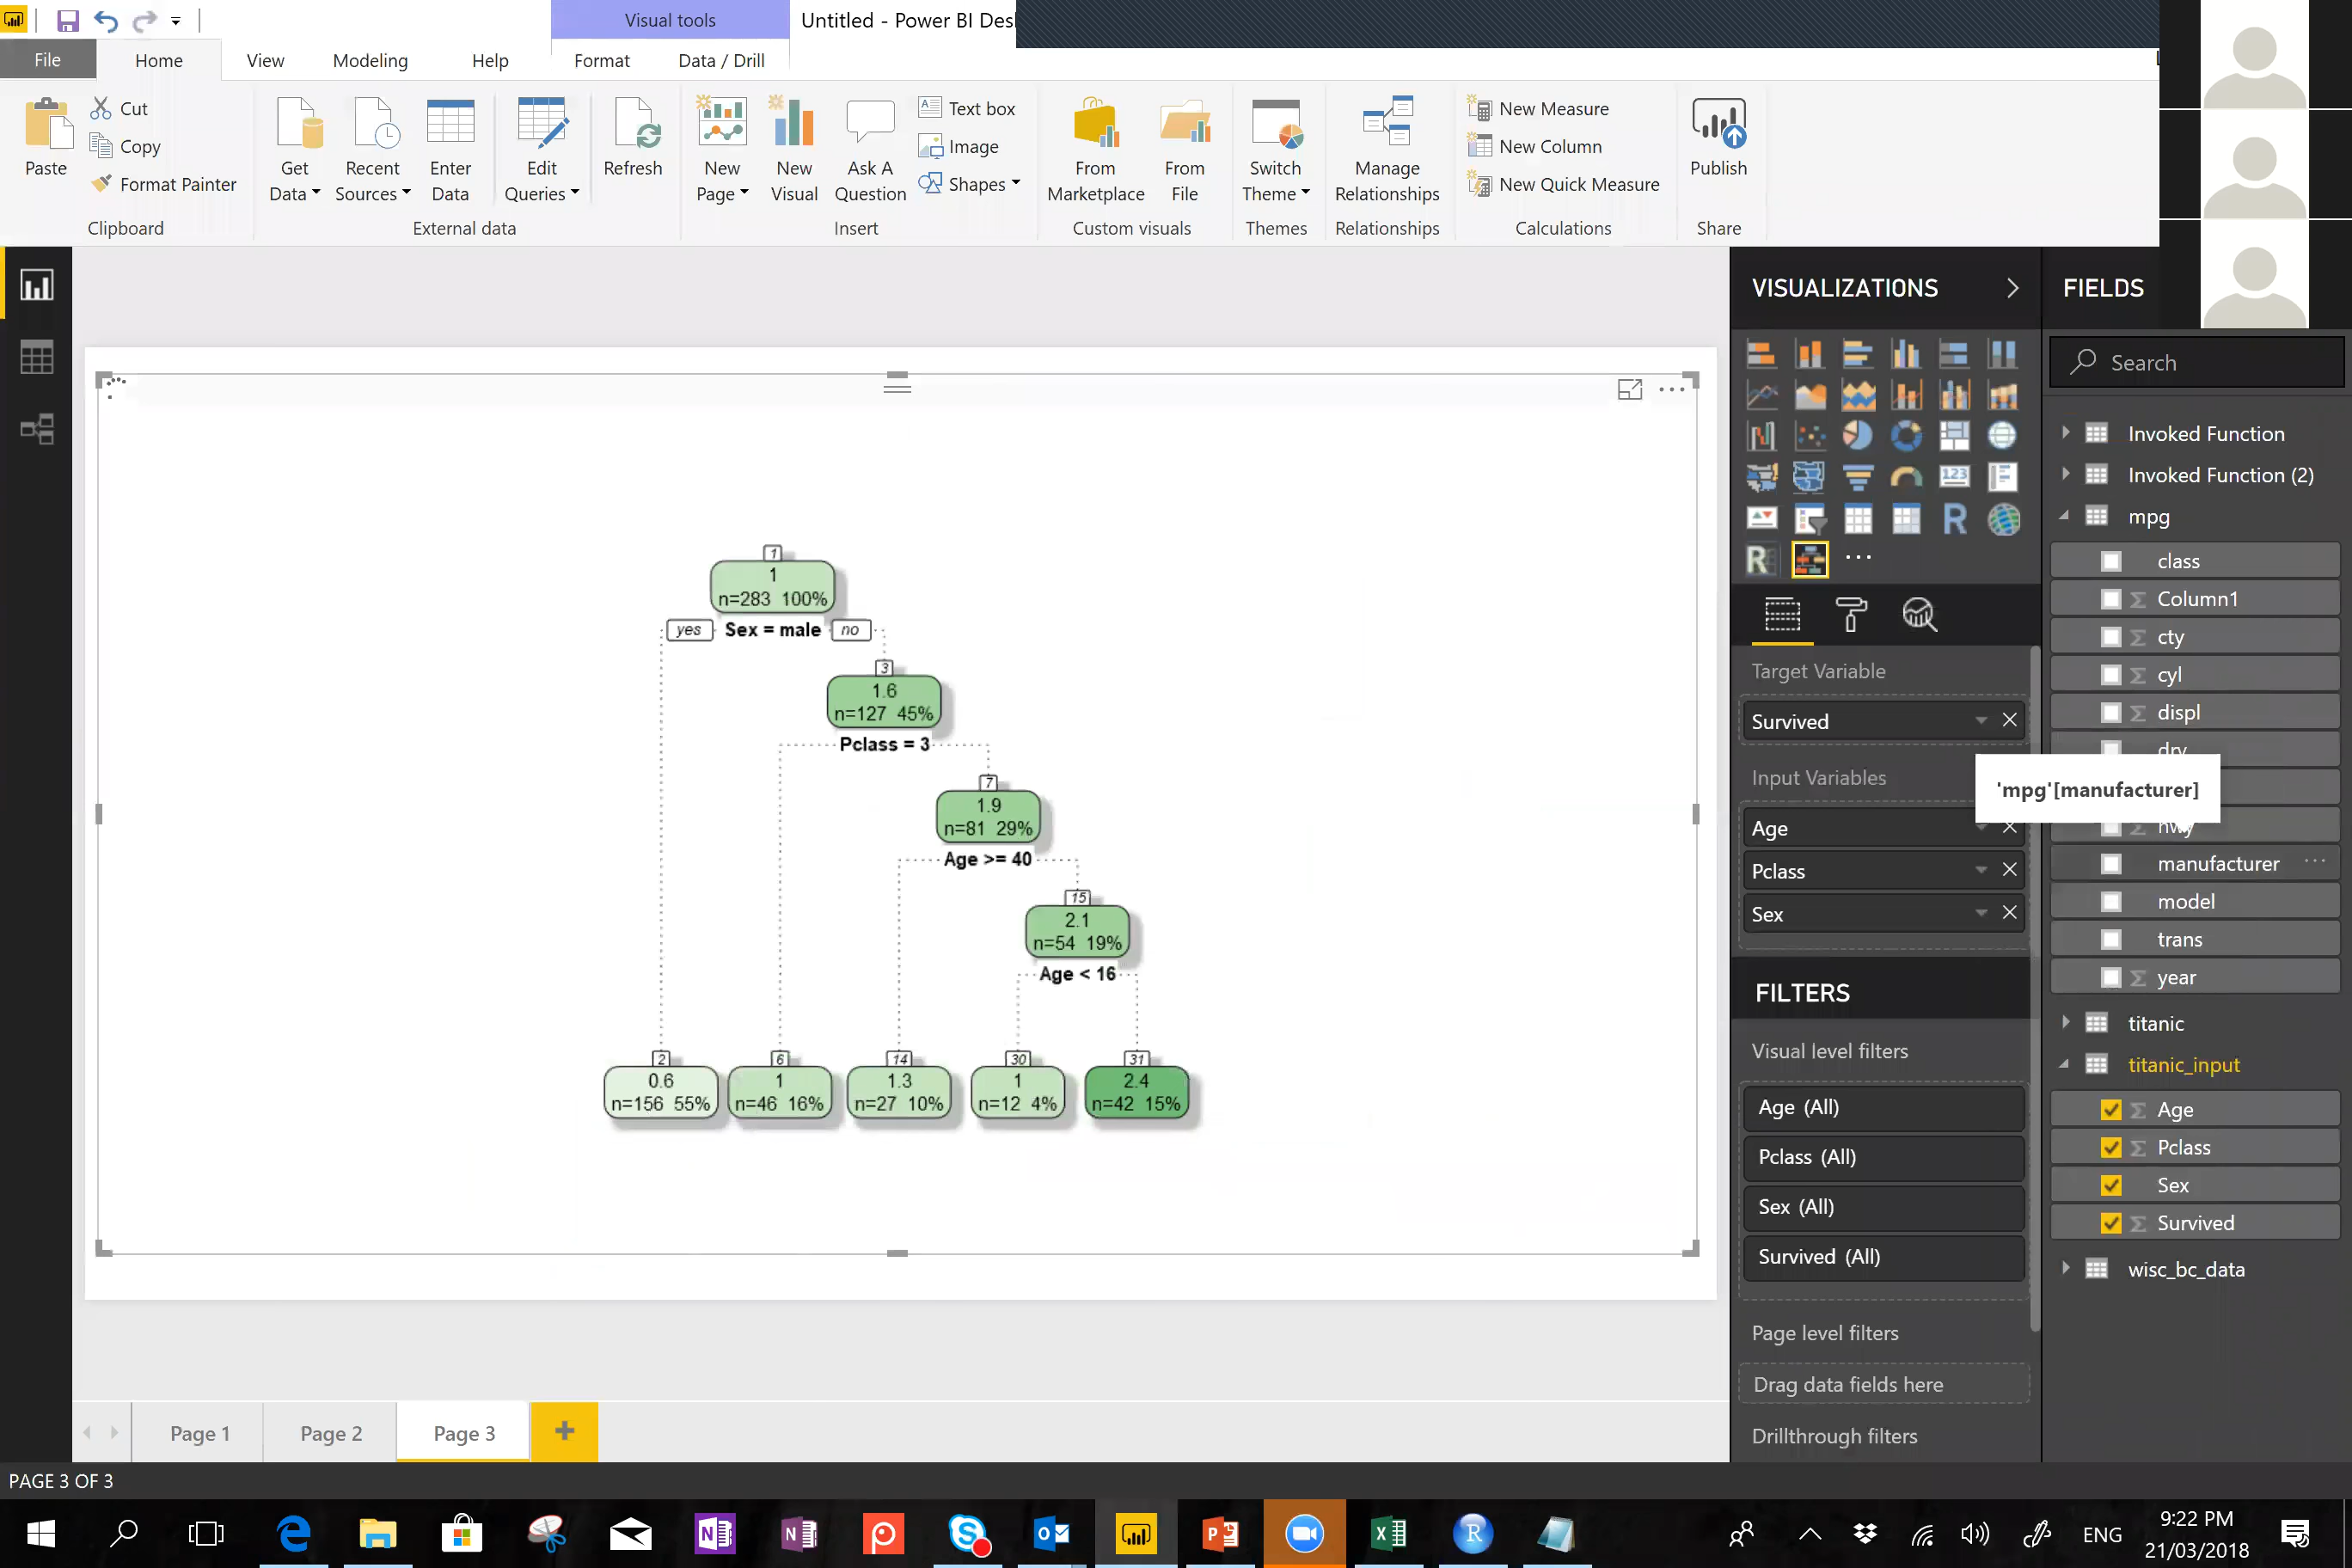 Visual tools
Untitled - Power BI Des
File
Home
View
Modeling
Help
Format
Data / Drill
Paste
Cut
Copy
Format Painter
Clipboard
Get
Data
Recent
Sources
Enter
Data
Edit
Queries
Refresh
External data
New
Page
New
Visual
Ask A
Question
Text box
Image
Shapes
Insert
From
Marketplace
From
File
Custom visuals
Switch
Theme
Themes
Manage
Relationships
Relationships
New Measure
New Column
New Quick Measure
Calculations
Publish
Share
1
1
n=283 100%
yes Sex = male no
3
1.6
n=127 45%
Pclass = 3
7
1.9
n=81 29%
Age >= 40
15
2.1
n=54 19%
Age < 16
2
0.6
n=156 55%
6
1
n=46 16%
14
1.3
n=27 10%
30
1
n=12 4%
31
2.4
n=42 15%
VISUALIZATIONS
123
R
R
Target Variable
Survived
Input Variables
Age
Pclass
Sex
FILTERS
Visual level filters
Age (All)
Pclass (All)
Sex (All)
Survived (All)
Page level filters
Drag data fields here
Drillthrough filters
FIELDS
Search
Invoked Function
Invoked Function (2)
mpg
class
Column1
cty
cyl
displ
drv
'mpg'[manufacturer]
hwy
manufacturer
model
trans
year
titanic
titanic_input
Age
Pclass
Sex
Survived
wisc_bc_data
Page 1
Page 2
Page 3
PAGE 3 OF 3
ENG
9:22 PM
21/03/2018